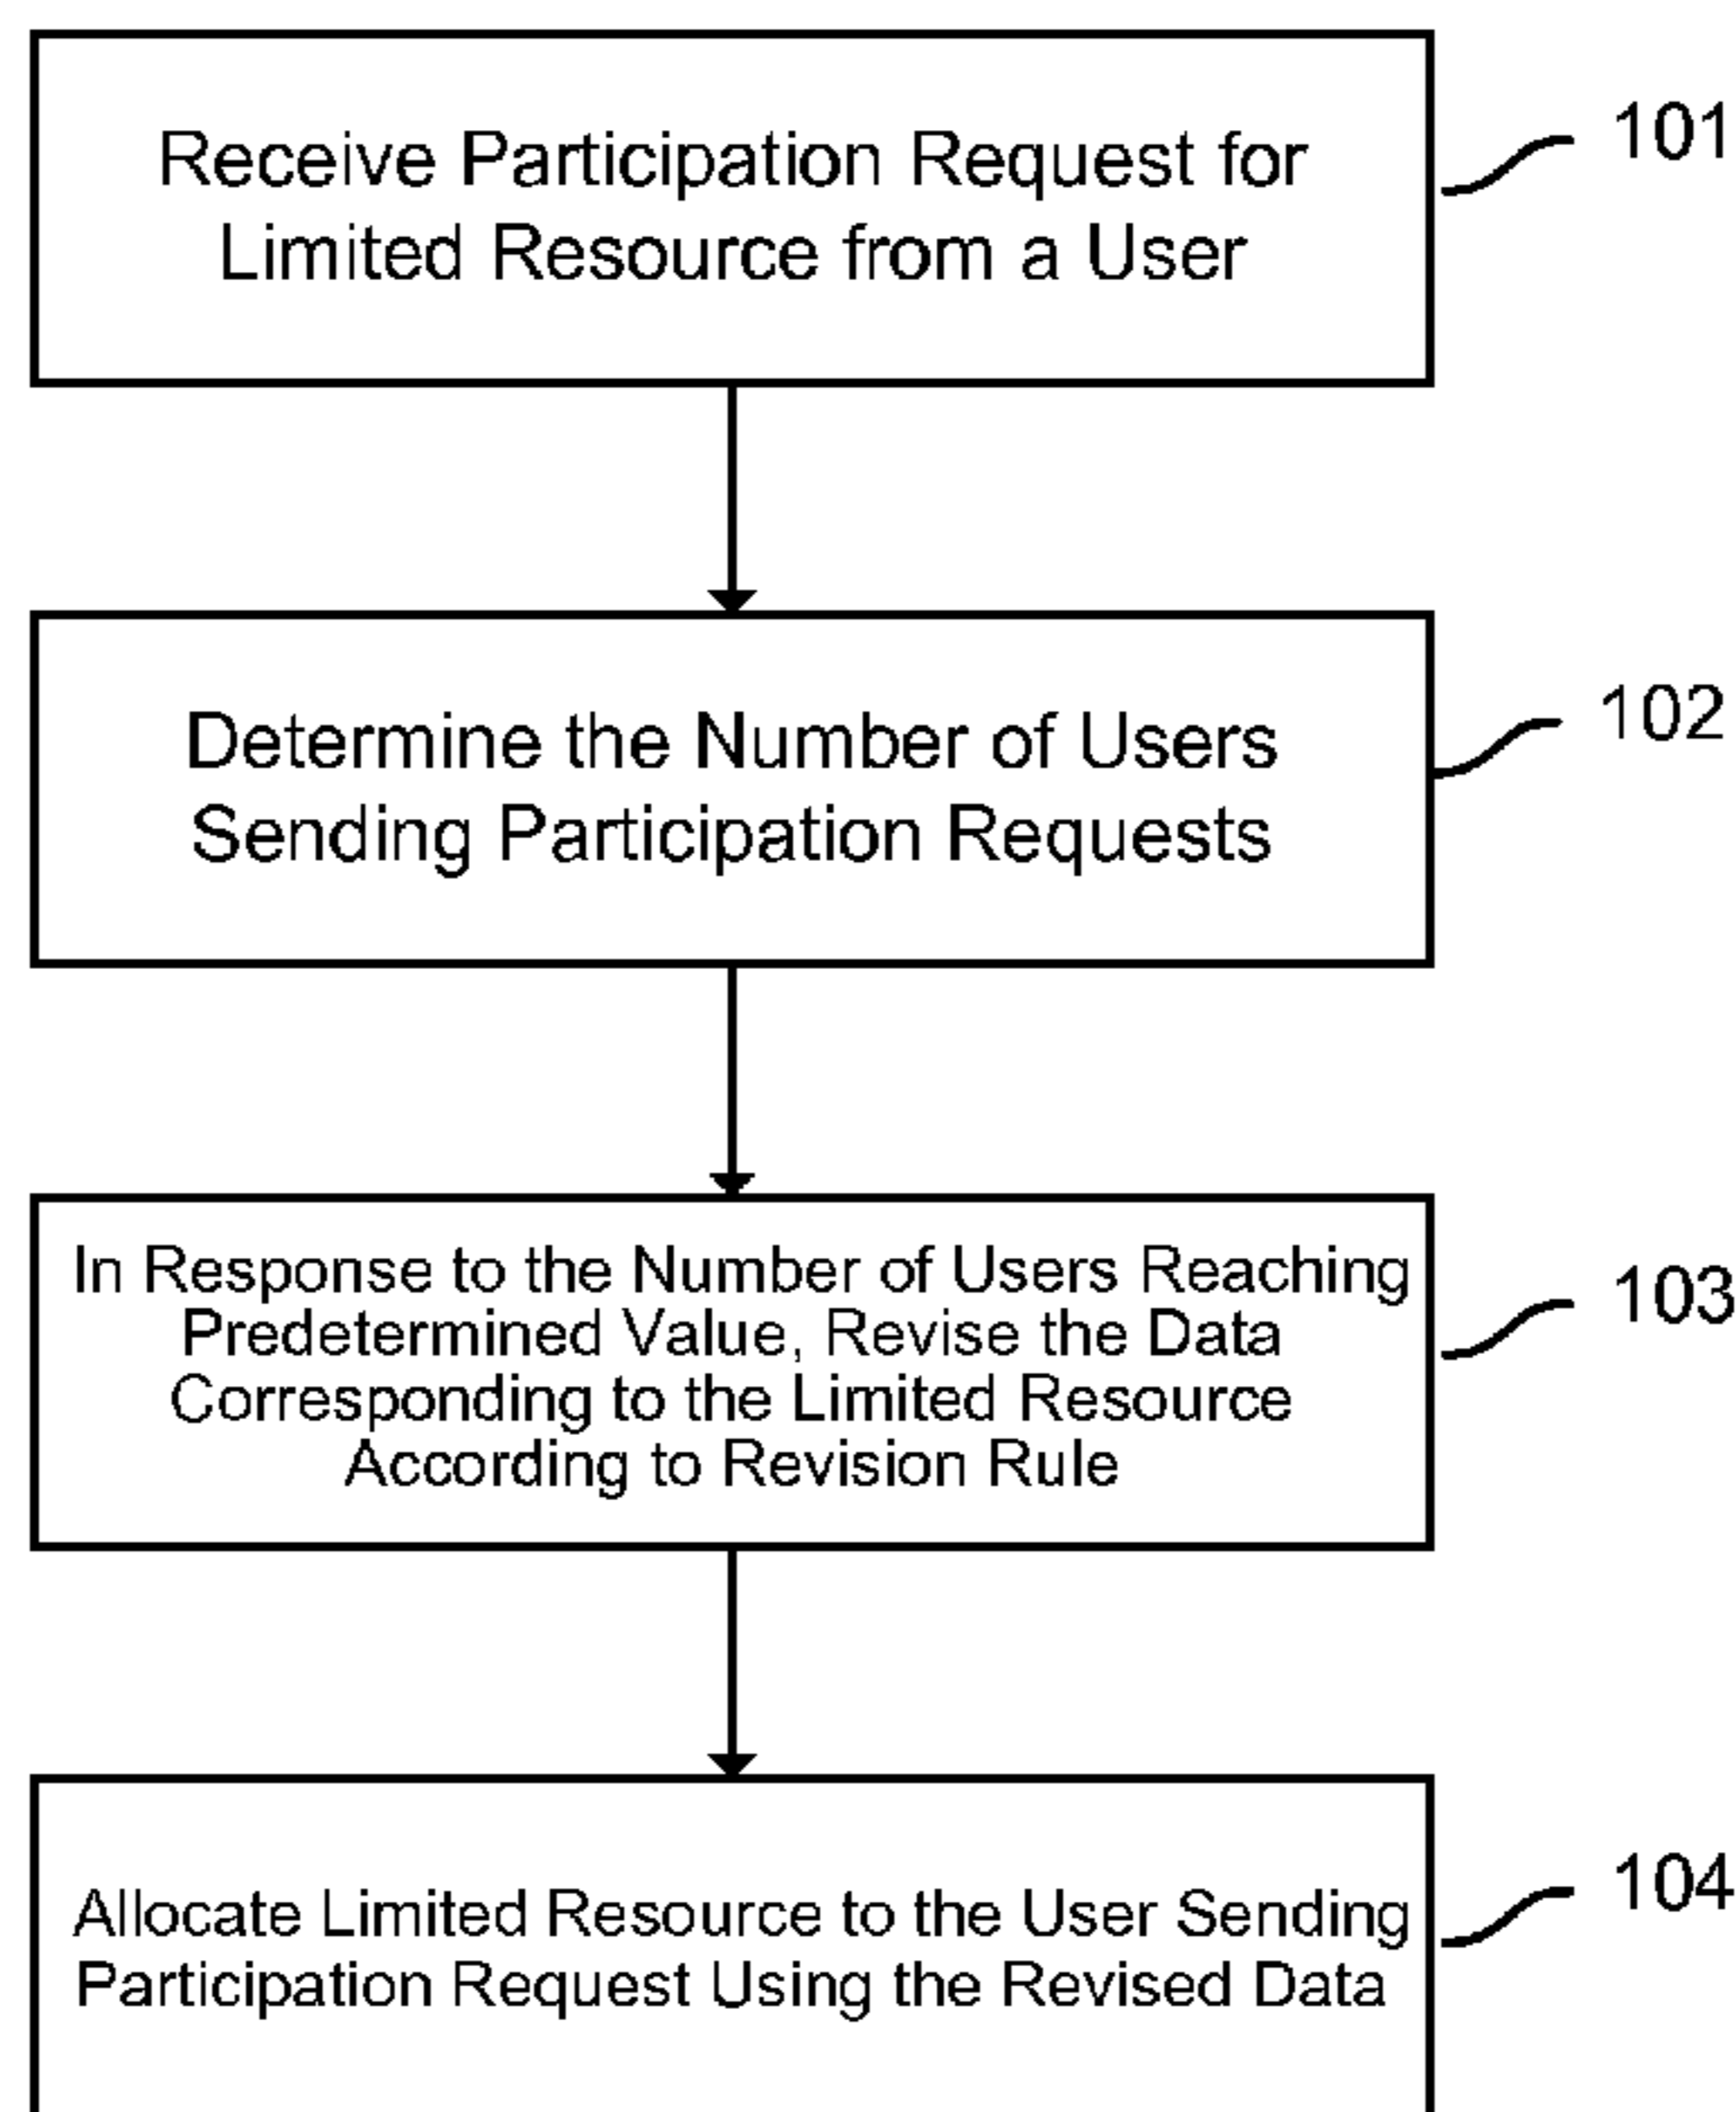 Receive Participation Request for
Limited Resource from a User
101
Determine the Number of Users
Sending Participation Requests
102
In Response to the Number of Users Reaching
Predetermined Value, Revise the Data
Corresponding to the Limited Resource
According to Revision Rule
103
Allocate Limited Resource to the User Sending
Participation Request Using the Revised Data
104